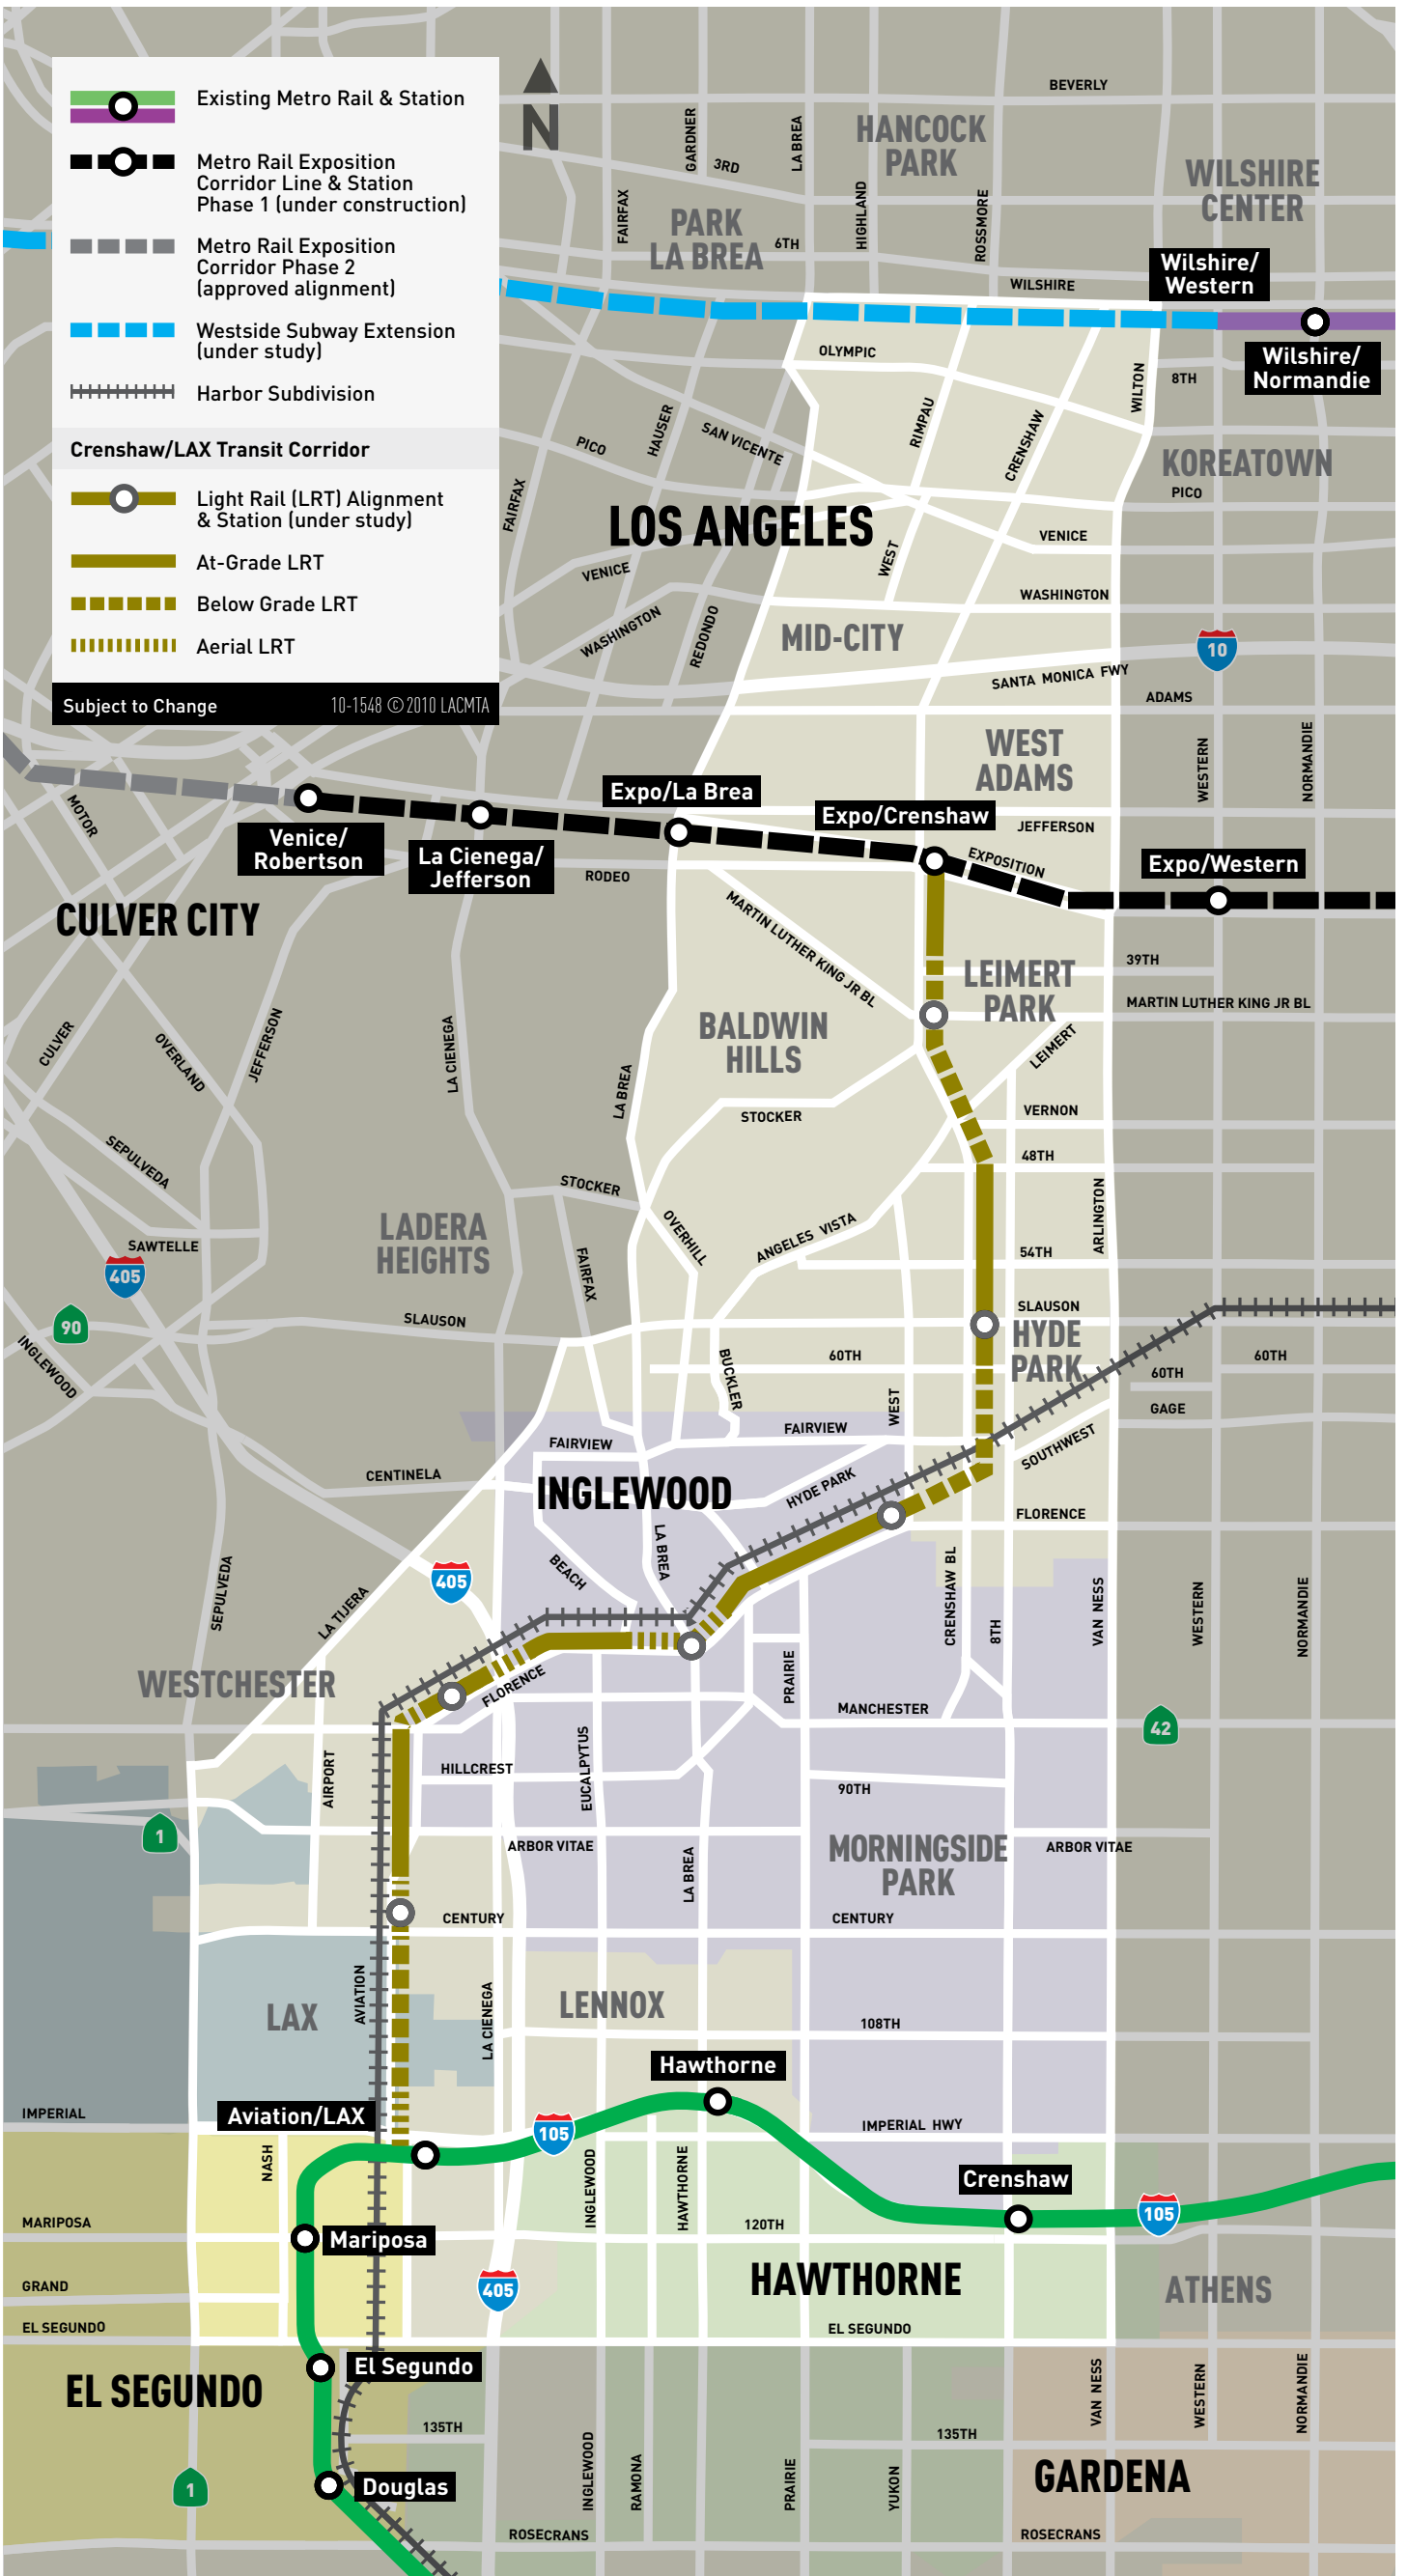 Existing Metro Rail & Station
Metro Rail Exposition
Corridor Line & Station
Phase 1 (under construction)
Metro Rail Exposition
Corridor Phase 2
(approved alignment)
Westside Subway Extension
(under study)
Harbor Subdivision
Crenshaw/LAX Transit Corridor
Light Rail (LRT) Alignment
& Station (under study)
At-Grade LRT
Below Grade LRT
Aerial LRT
Subject to Change
10-1548 ©2010 LACMTA
N
BEVERLY
GARDNER
LA BREA
HANCOCK
PARK
3RD
WILSHIRE
CENTER
FAIRFAX
HIGHLAND
ROSSMORE
PARK
LA BREA
6TH
WILSHIRE
Wilshire/
Western
Wilshire/
Normandie
OLYMPIC
8TH
WILTON
RIMPAU
CRENSHAW
HAUSER
SAN VICENTE
PICO
KOREATOWN
PICO
FAIRFAX
LOS ANGELES
VENICE
WEST
VENICE
WASHINGTON
WASHINGTON
REDONDO
MID-CITY
10
SANTA MONICA FWY
ADAMS
WEST
ADAMS
WESTERN
NORMANDIE
MOTOR
Expo/La Brea
Expo/Crenshaw
JEFFERSON
Venice/
Robertson
La Cienega/
Jefferson
EXPOSITION
Expo/Western
RODEO
CULVER CITY
MARTIN LUTHER KING JR BL
39TH
LEIMERT
PARK
MARTIN LUTHER KING JR BL
BALDWIN
HILLS
LEIMERT
CULVER
OVERLAND
JEFFERSON
LA CIENEGA
LA BREA
STOCKER
VERNON
SEPULVEDA
48TH
STOCKER
ARLINGTON
LADERA
HEIGHTS
OVERHILL
ANGELES VISTA
SAWTELLE
405
FAIRFAX
54TH
90
SLAUSON
SLAUSON
HYDE
PARK
INGLEWOOD
BUCKLER
60TH
60TH
60TH
WEST
GAGE
FAIRVIEW
FAIRVIEW
SOUTHWEST
CENTINELA
INGLEWOOD
HYDE PARK
FLORENCE
LA BREA
BEACH
405
SEPULVEDA
LA TIJERA
CRENSHAW BL
8TH
VAN NESS
WESTERN
NORMANDIE
WESTCHESTER
FLORENCE
PRAIRIE
MANCHESTER
42
AIRPORT
HILLCREST
EUCALPYTUS
90TH
1
ARBOR VITAE
MORNINGSIDE
PARK
ARBOR VITAE
LA BREA
CENTURY
CENTURY
AVIATION
LAX
LA CIENEGA
LENNOX
108TH
Hawthorne
IMPERIAL
Aviation/LAX
105
IMPERIAL HWY
NASH
INGLEWOOD
HAWTHORNE
Crenshaw
105
MARIPOSA
Mariposa
120TH
GRAND
405
HAWTHORNE
ATHENS
EL SEGUNDO
EL SEGUNDO
El Segundo
EL SEGUNDO
VAN NESS
WESTERN
NORMANDIE
135TH
135TH
1
Douglas
INGLEWOOD
RAMONA
PRAIRIE
YUKON
GARDENA
ROSECRANS
ROSECRANS